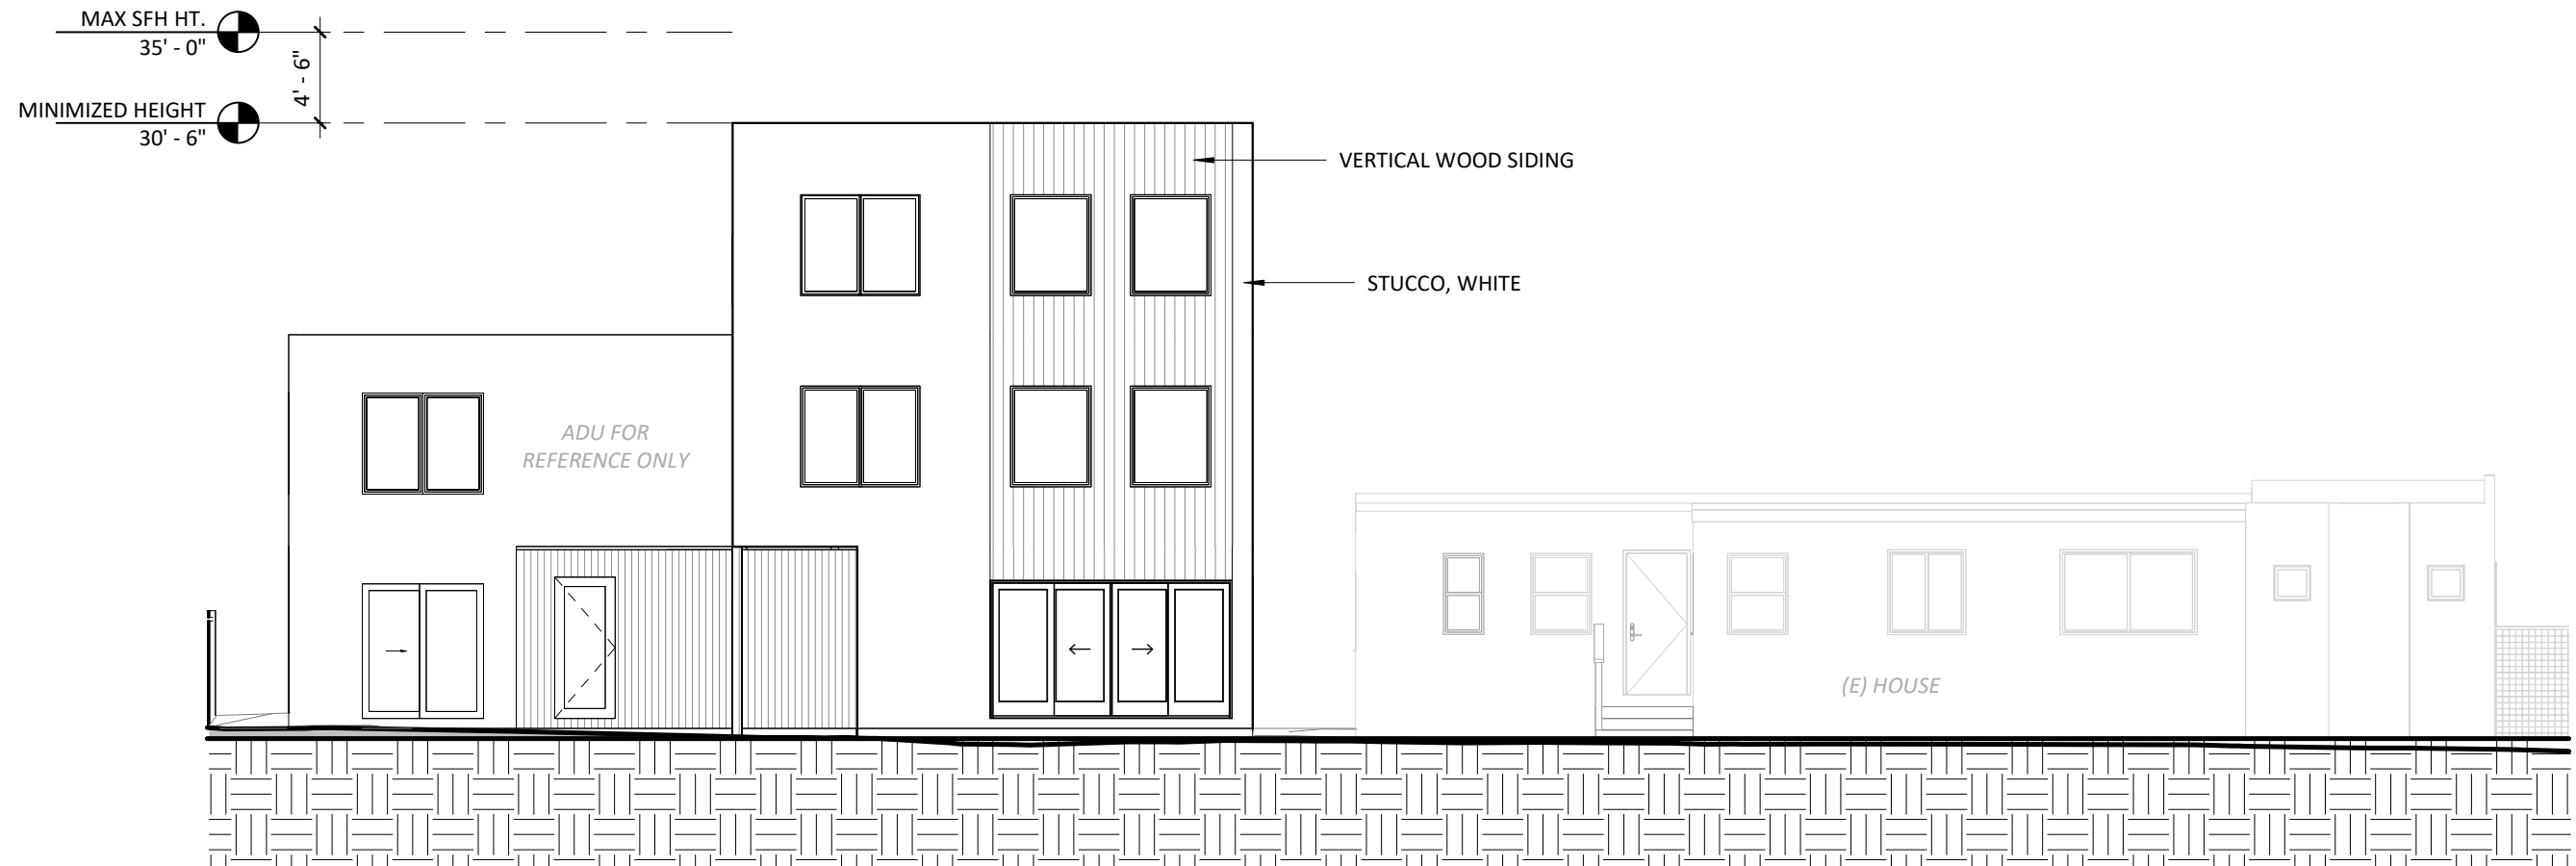 MAX SFH HT.
35' - 0"
4' - 6"
MINIMIZED HEIGHT
30' - 6"
VERTICAL WOOD SIDING
STUCCO, WHITE
ADU FOR
REFERENCE ONLY
(E) HOUSE